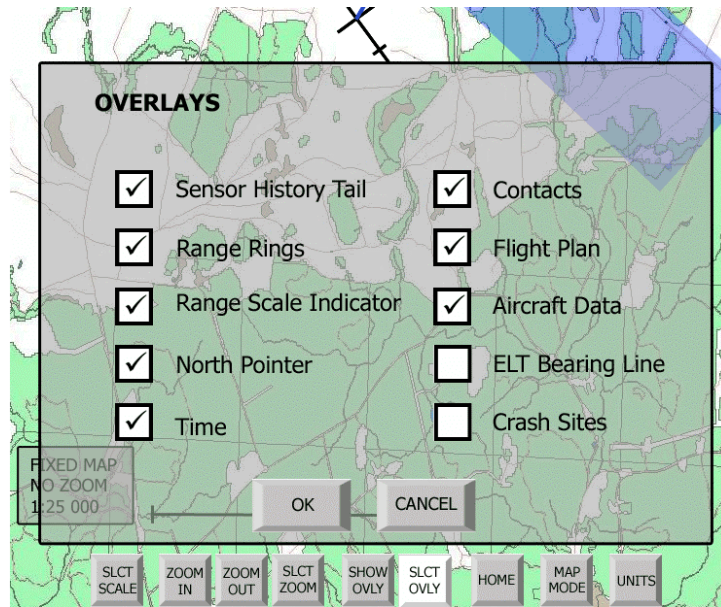 OVERLAYS
Sensor History Tail
Contacts
Range Rings
Flight Plan
Range Scale Indicator
Aircraft Data
North Pointer
ELT Bearing Line
Time
Crash Sites
FIXED MAP
NO ZOOM
1:25 000
OK
CANCEL
SLCT
SCALE
ZOOM
IN
ZOOM
OUT
SLCT
ZOOM
SHOW
OVLY
SLCT
OVLY
HOME
MAP
MODE
UNITS